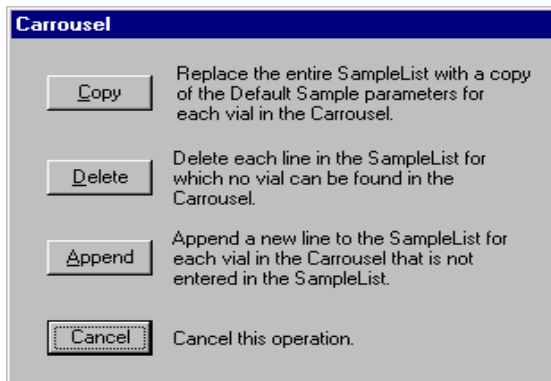 Carrousel
Copy
Replace the entire SampleList with a copy
of the Default Sample parameters for
each vial in the Carrousel.
Delete
Delete each line in the SampleList for
which no vial can be found in the
Carrousel.
Append
Append a new line to the SampleList for
each vial in the Carrousel that is not
entered in the SampleList.
Cancel
Cancel this operation.